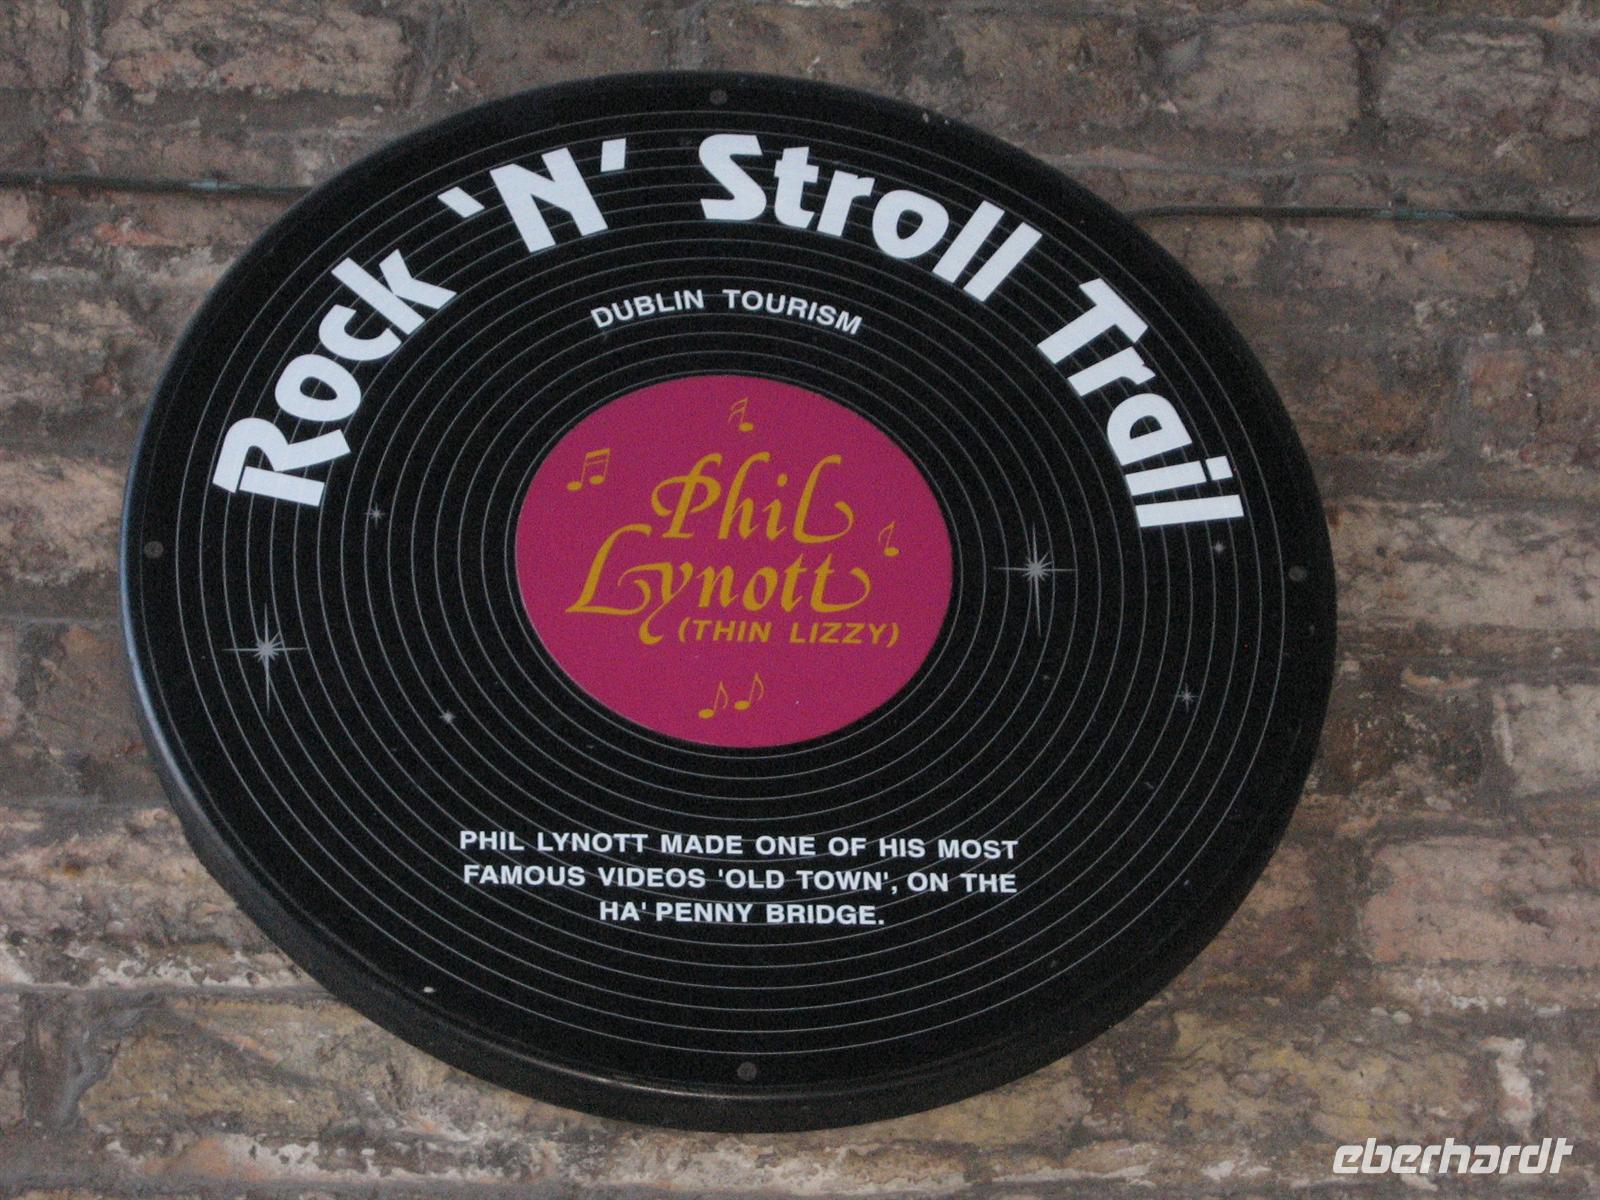 Rock 'N' Stroll Trail
DUBLIN TOURISM
Phil
Lynott
(THIN LIZZY)
PHIL LYNOTT MADE ONE OF HIS MOST
FAMOUS VIDEOS 'OLD TOWN', ON THE
HA' PENNY BRIDGE.
eberhardt